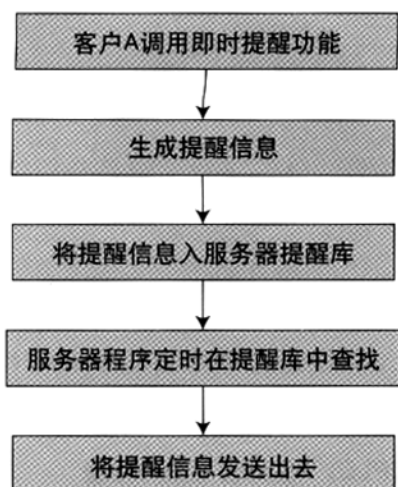 客户A调用即时提醒功能
生成提醒信息
将提醒信息入服务器提醒库
服务器程序定时在提醒库中查找
将提醒信息发送出去